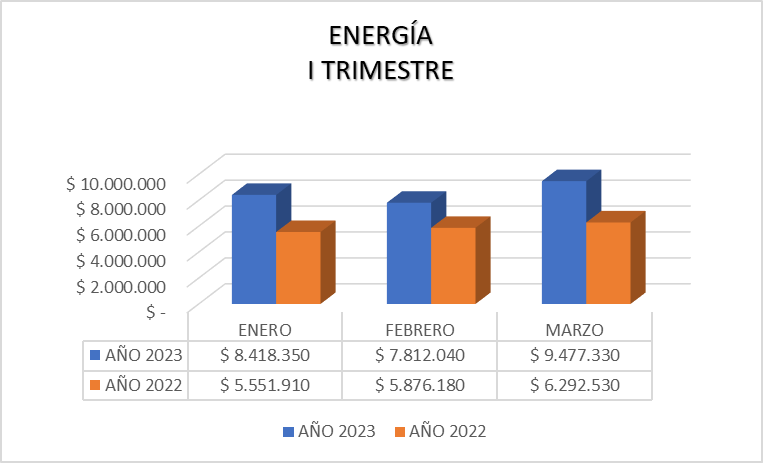 ENERGÍA
I TRIMESTRE
$ 10.000.000
$ 8.000.000
$ 6.000.000
$ 4.000.000
$ 2.000.000
$ -
ENERO FEBRERO MARZO
AÑO 2023 $ 8.418.350 $ 7.812.040 $ 9.477.330
AÑO 2022 $ 5.551.910 $ 5.876.180 $ 6.292.530
AÑO 2023 AÑO 2022